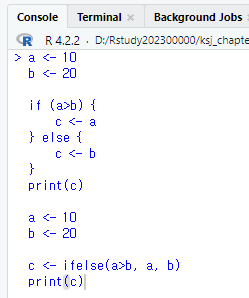 Console Terminal × Background Jobs
R R 4.2.2 · D:/Rstudy202300000/ksj_chapte
> a <- 10
b <- 20
if (a>b) {
c <- a
} else {
c <- b
}
print(c)
a <- 10
b <- 20
c <- ifelse(a>b, a, b)
print(c)